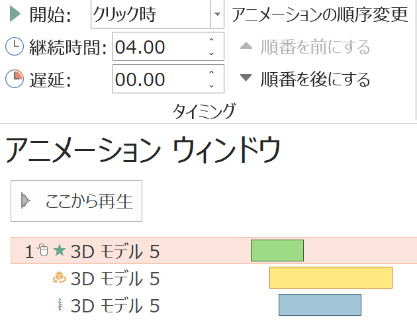 開始: クリック時 アニメーションの順序変更
継続時間: 04.00 順番を前にする
遅延: 00.00 順番を後にする
タイミング
アニメーション ウィンドウ
ここから再生
1 3D モデル 5
3D モデル 5
3D モデル 5